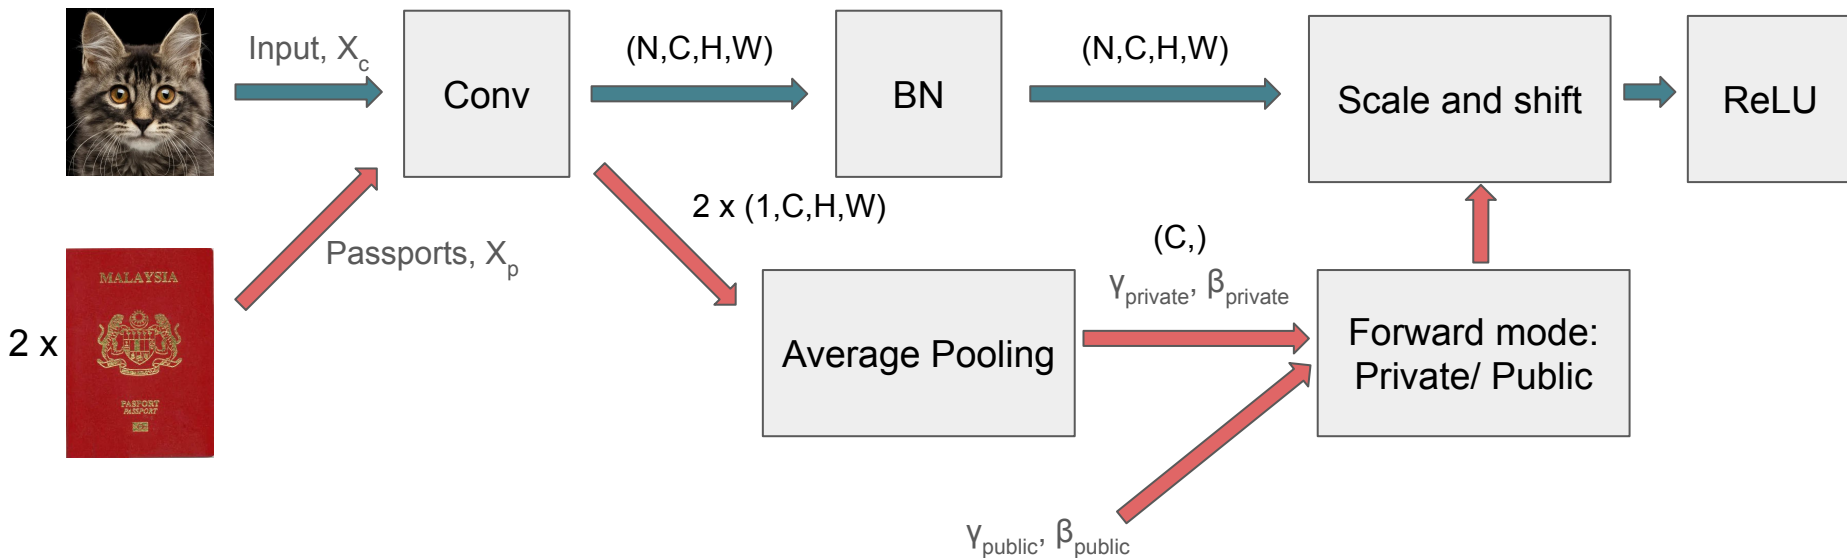 Input, Xc
Conv
(N,C,H,W)
BN
(N,C,H,W)
Scale and shift
ReLU
2 x (1,C,H,W)
Passports, Xp
(C,)
γprivate, βprivate
2 x
MALAYSIA
PASPORT
PASSPORT
Average Pooling
Forward mode:
Private/ Public
γpublic, βpublic